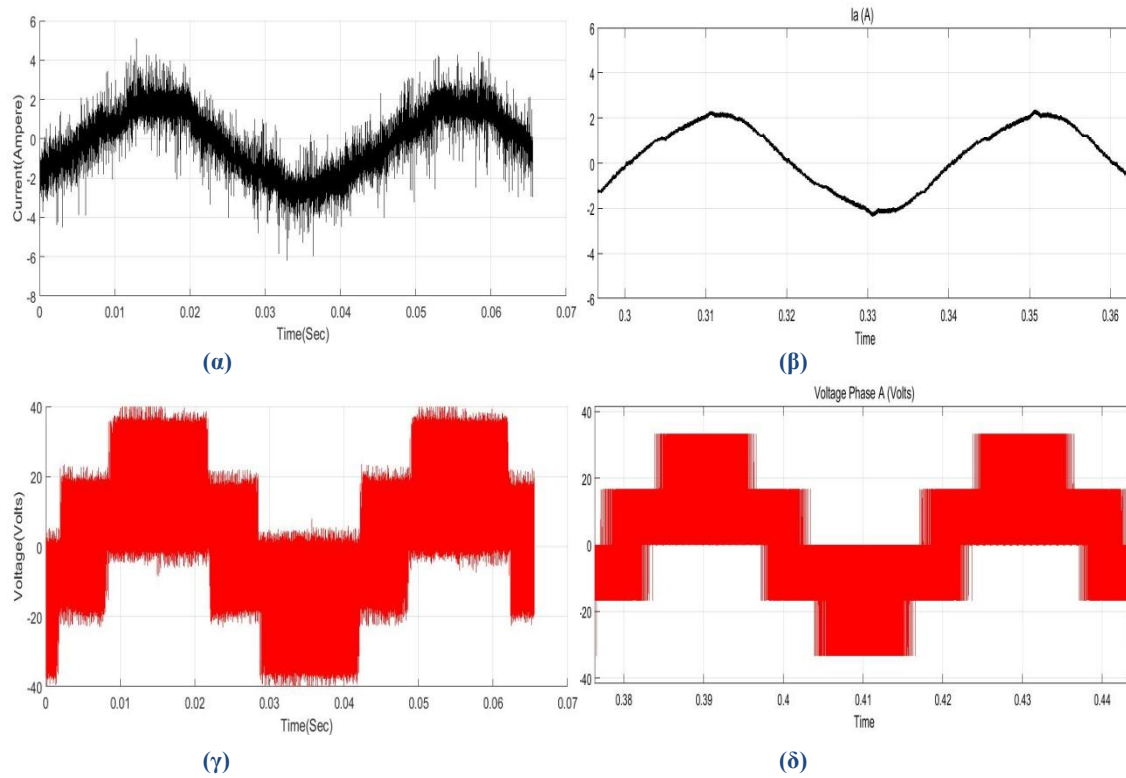 6
4
2
0
-2
-4
-6
-8
Current(Ampere)
0 0.01 0.02 0.03 0.04 0.05 0.06 0.07
Time(Sec)
(α)
Ia (A)
6
4
2
0
-2
-4
-6
0.3 0.31 0.32 0.33 0.34 0.35 0.36
Time
(β)
40
20
0
-20
-40
Voltage(Volts)
0 0.01 0.02 0.03 0.04 0.05 0.06 0.07
Time(Sec)
(γ)
Voltage Phase A (Volts)
40
20
0
-20
-40
0.38 0.39 0.4 0.41 0.42 0.43 0.44
Time
(δ)